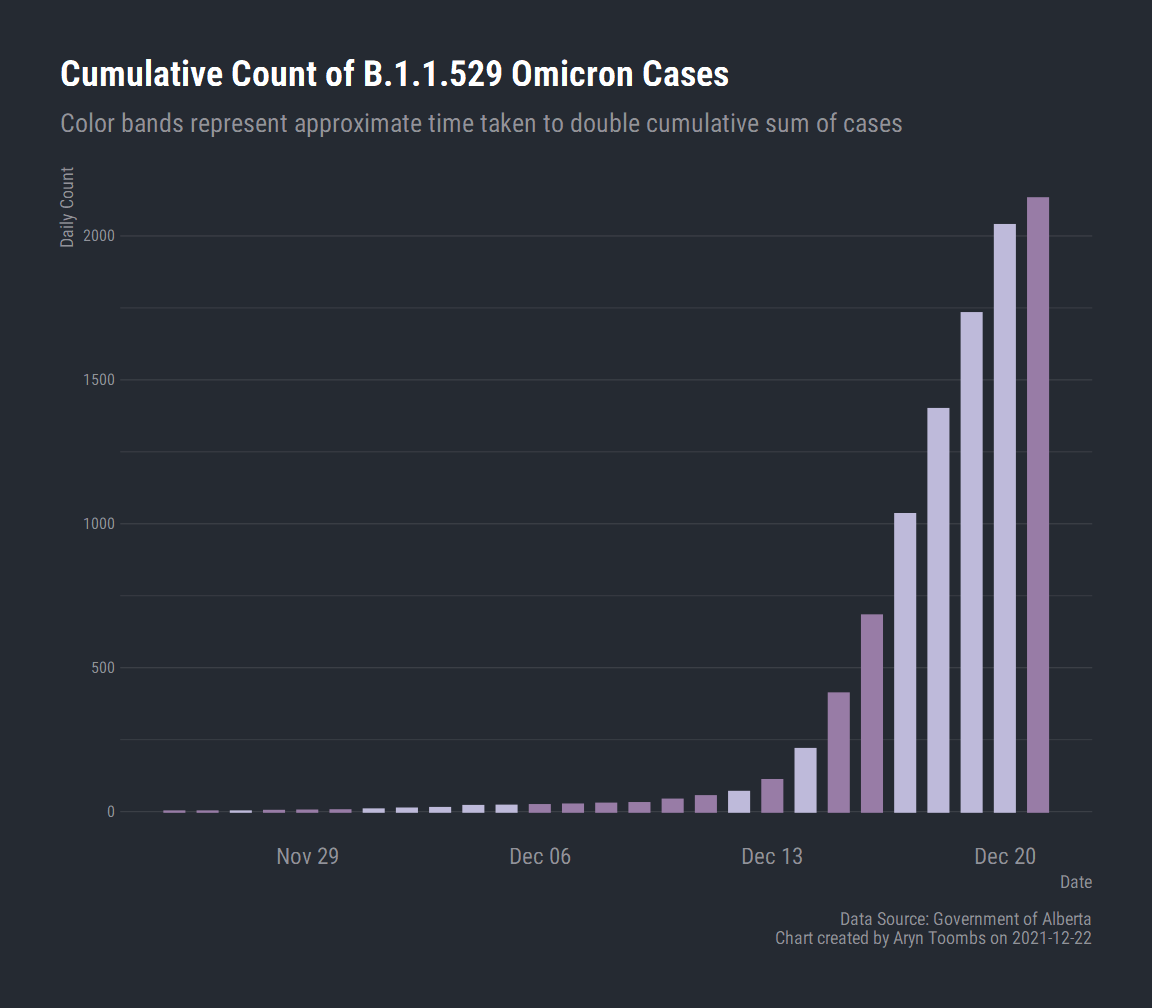 Cumulative Count of B.1.1.529 Omicron Cases
Color bands represent approximate time taken to double cumulative sum of cases
Daily Count
2000
1500
1000
500
0
Nov 29 Dec 06 Dec 13 Dec 20
Date
Data Source: Government of Alberta
Chart created by Aryn Toombs on 2021-12-22